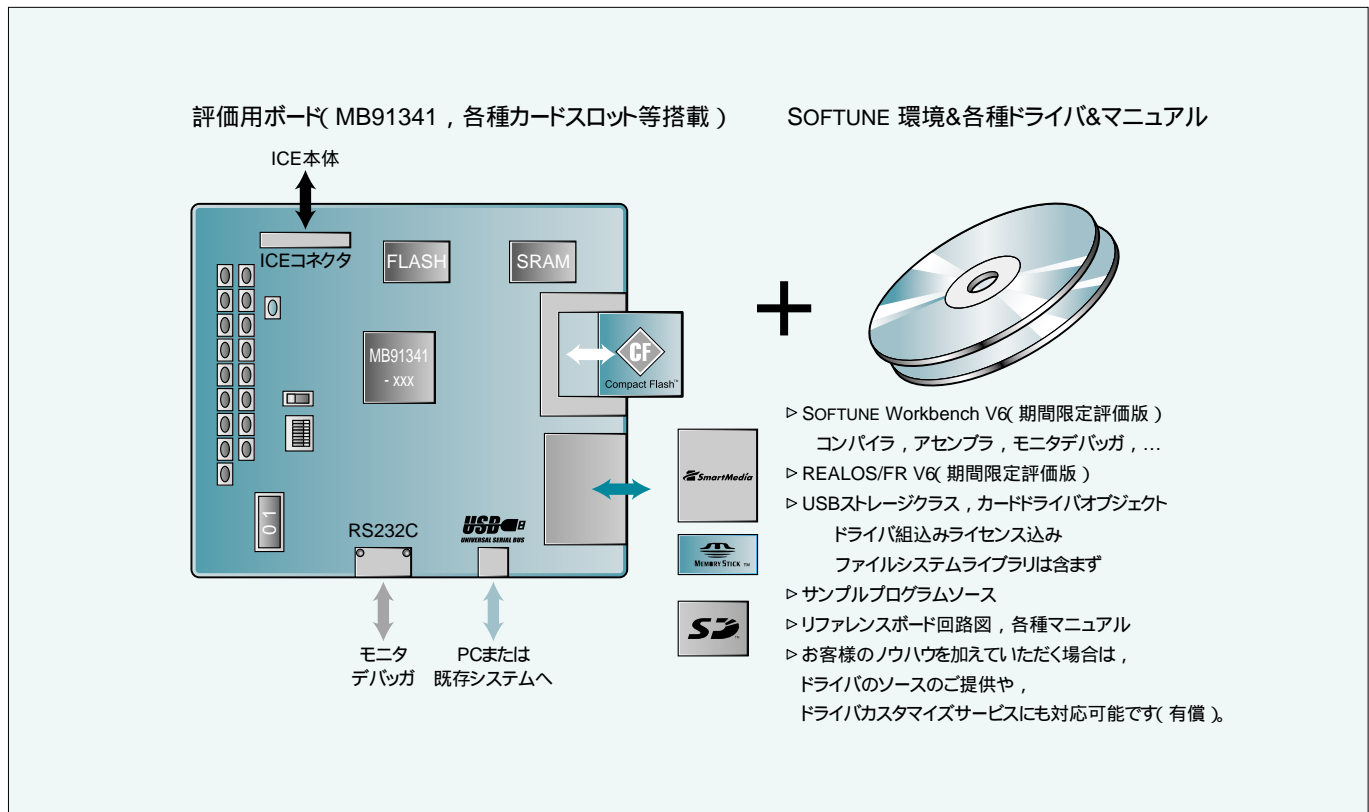 評価用ボード(MB91341,各種カードスロット等搭載)
SOFTUNE 環境&各種ドライバ&マニュアル
ICE本体
ICEコネクタ
FLASH
SRAM
MB91341
- xxx
CF
Compact Flash™
SmartMedia
MEMORY STICK ™
SD™
01
RS232C
USB
UNIVERSAL SERIAL BUS
モニタ
デバッガ
PCまたは
既存システムへ
+
▷ SOFTUNE Workbench V6(期間限定評価版)
コンパイラ,アセンブラ,モニタデバッガ,…
▷ REALOS/FR V6(期間限定評価版)
▷ USBストレージクラス,カードドライバオブジェクト
ドライバ組込みライセンス込み
ファイルシステムライブラリは含まず
▷ サンプルプログラムソース
▷ リファレンスボード回路図,各種マニュアル
▷ お客様のノウハウを加えていただく場合は,
ドライバのソースのご提供や,
ドライバカスタマイズサービスにも対応可能です(有償)。